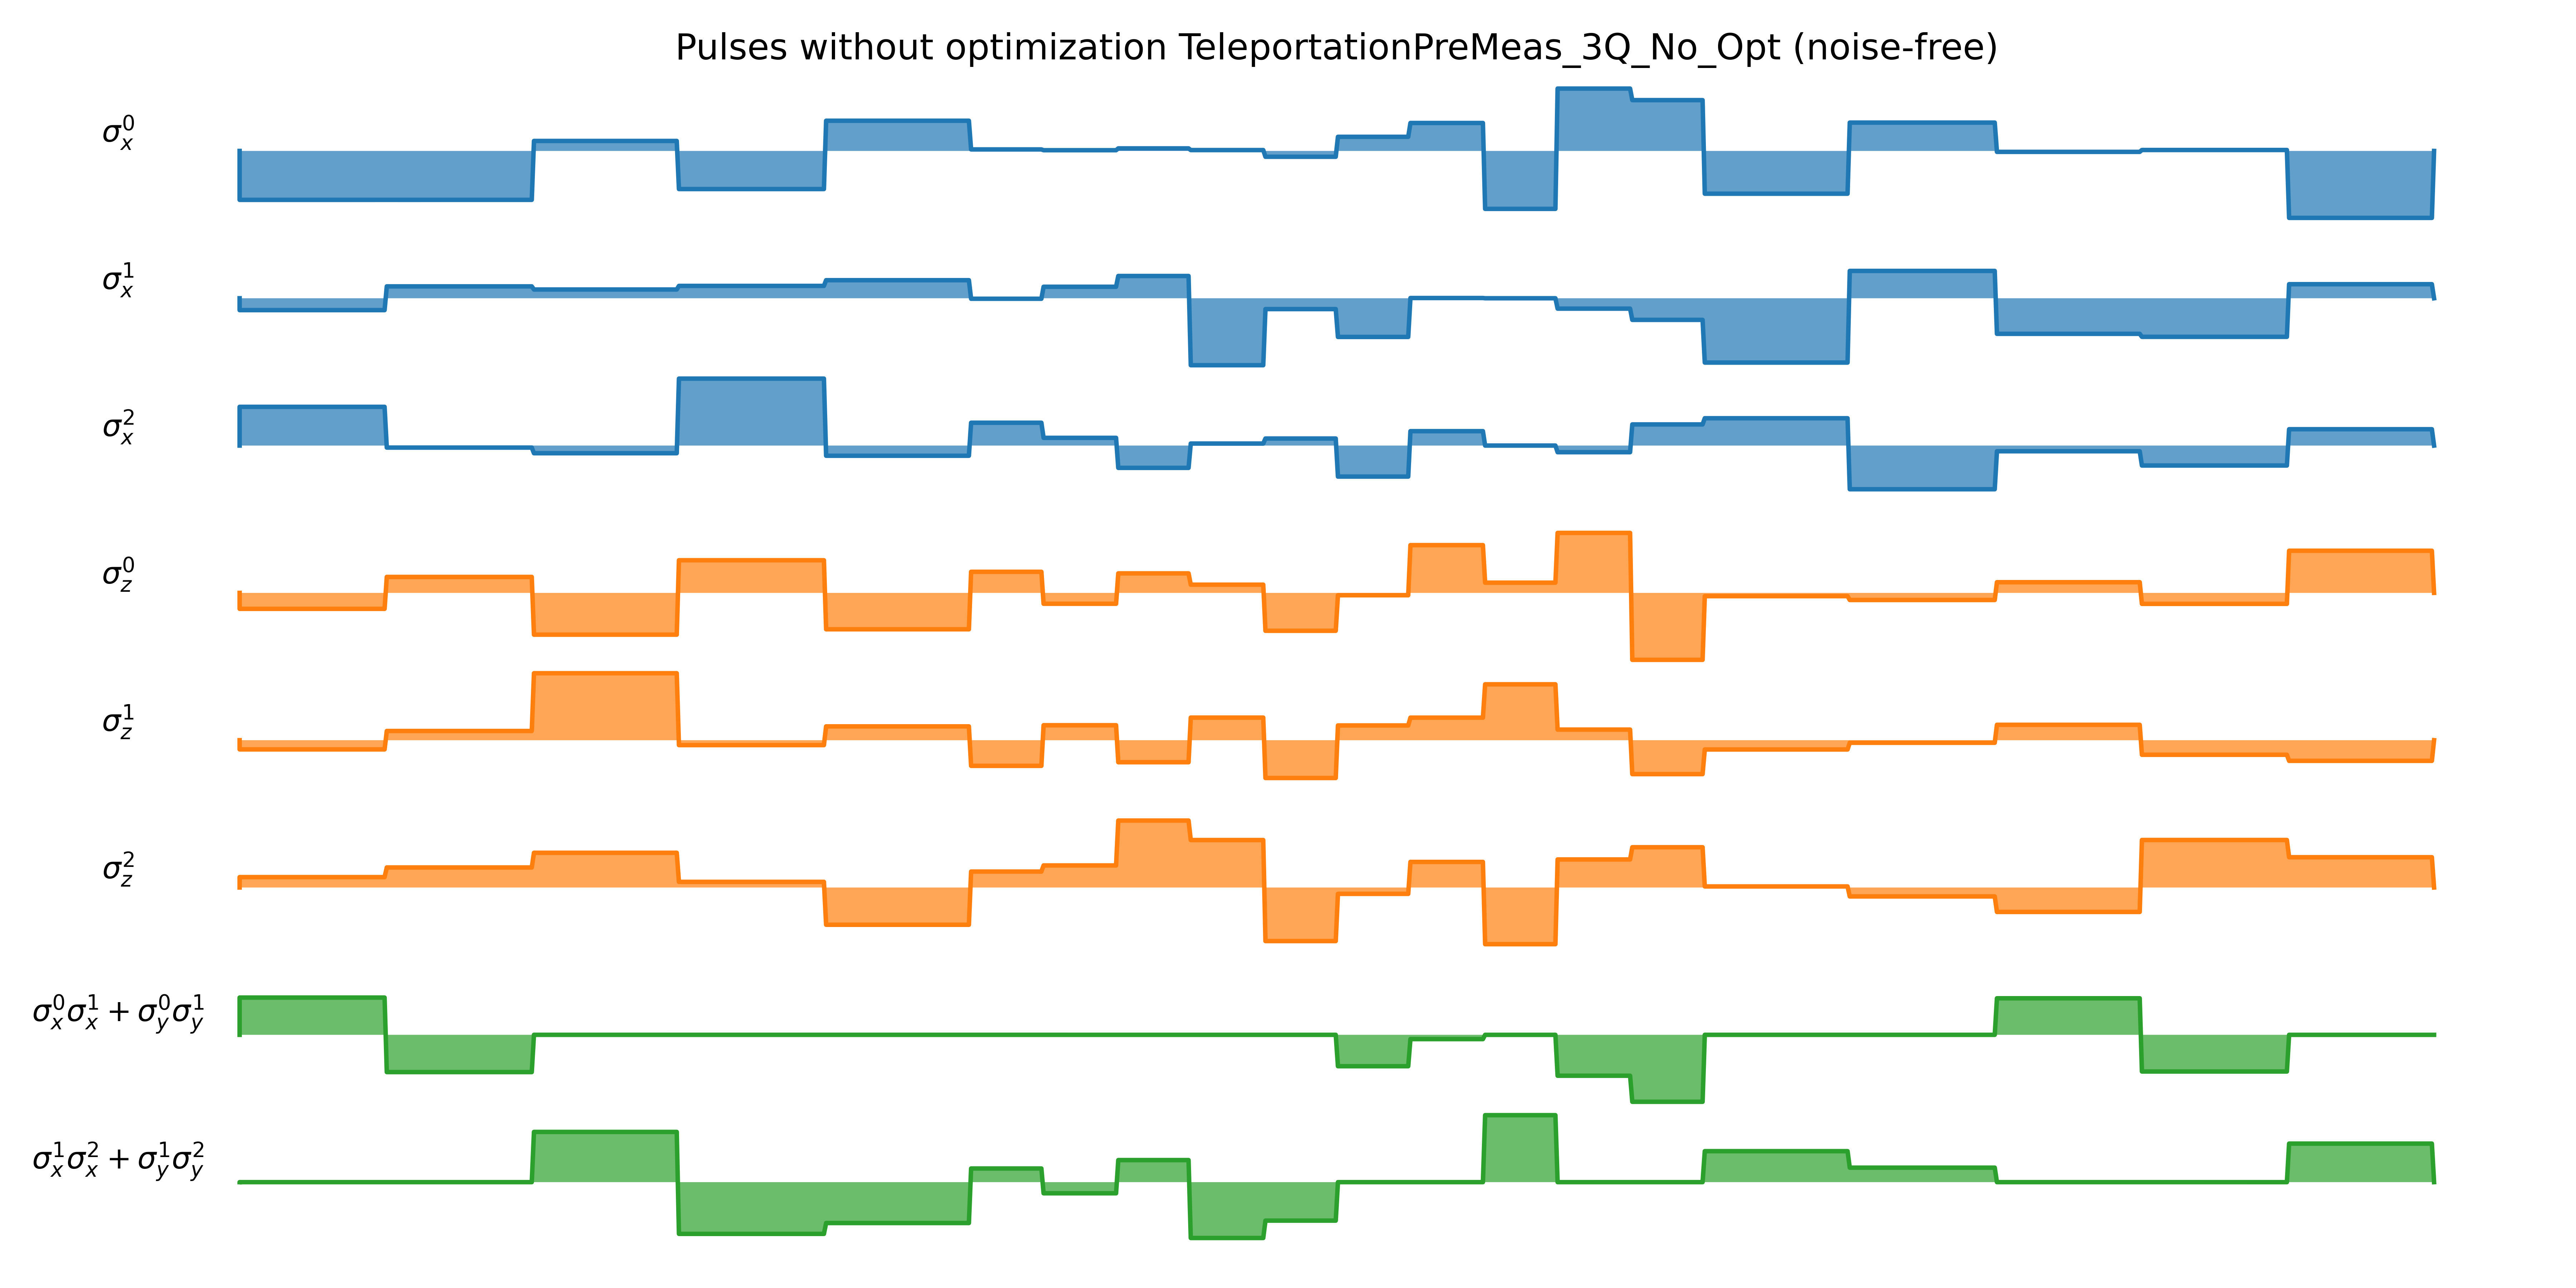 Pulses without optimization TeleportationPreMeas_3Q_No_Opt (noise-free)
σ_x^0
σ_x^1
σ_x^2
σ_z^0
σ_z^1
σ_z^2
σ_x^0σ_x^1 + σ_y^0σ_y^1
σ_x^1σ_x^2 + σ_y^1σ_y^2